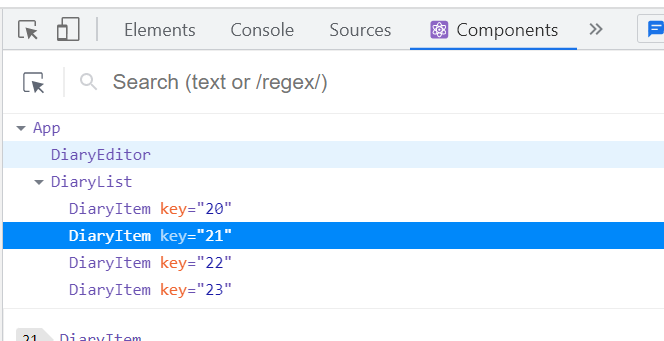 Elements Console Sources Components
Search (text or /regex/)
App
DiaryEditor
DiaryList
DiaryItem key="20"
DiaryItem key="21"
DiaryItem key="22"
DiaryItem key="23"
21 DiaryItem